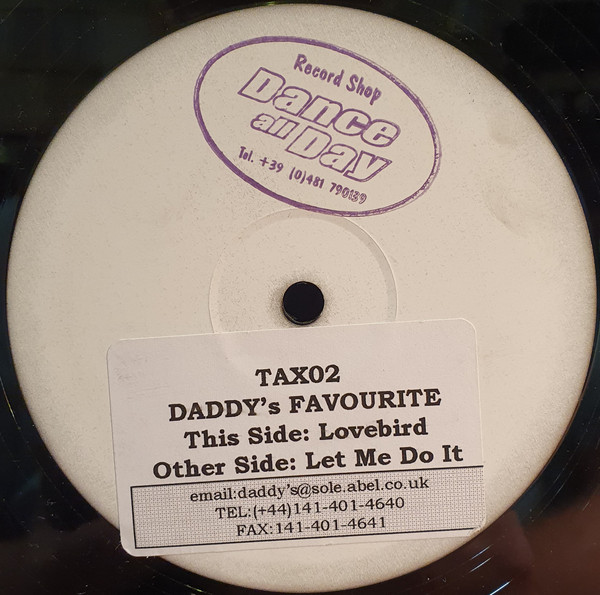 Record Shop
Dance
all Day
Tel. +39 (0)481 790139
TAX02
DADDY's FAVOURITE
This Side: Lovebird
Other Side: Let Me Do It
email:daddy's@sole.abel.co.uk
TEL:(+44)141-401-4640
FAX:141-401-4641